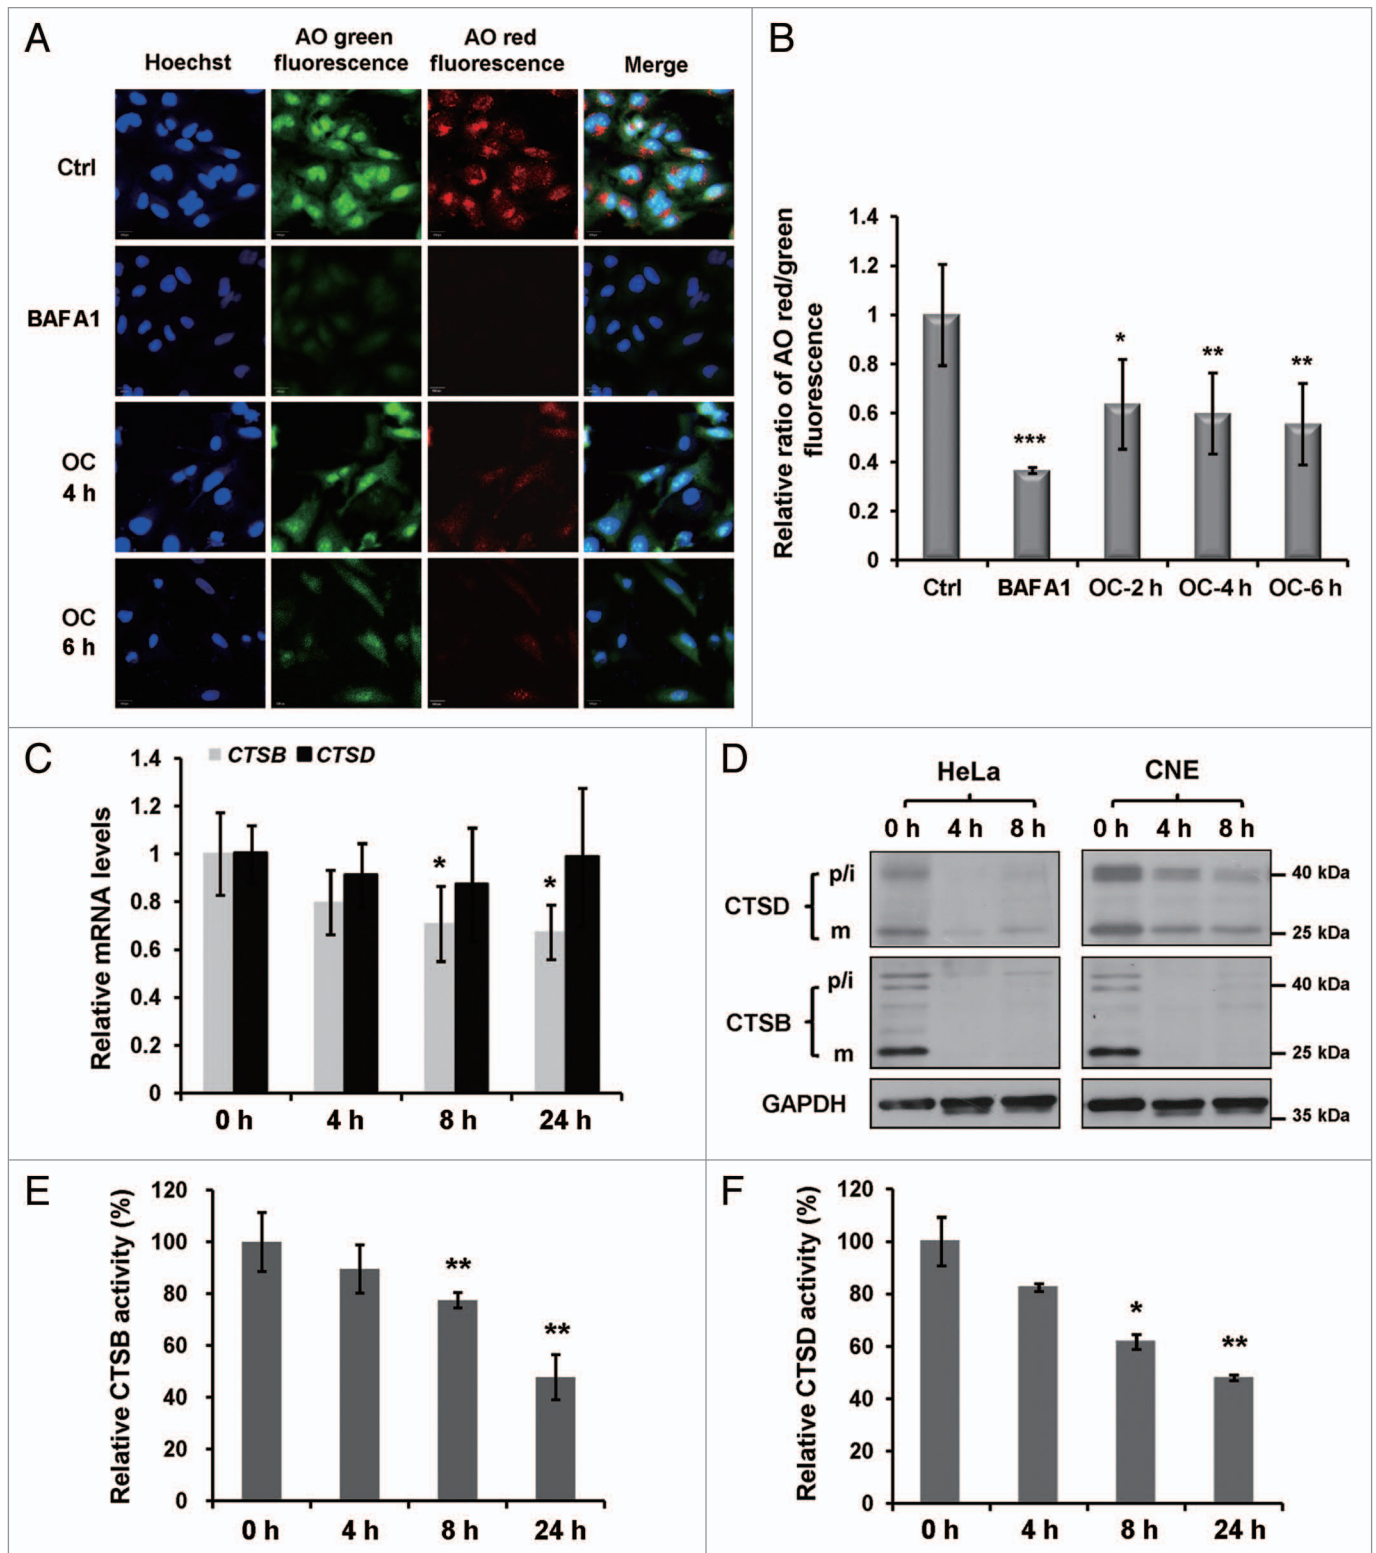 A
Hoechst
AO green
fluorescence
AO red
fluorescence
Merge
Ctrl
BAFA1
OC
4 h
OC
6 h
B
Relative ratio of AO red/green
fluorescence
1.4
1.2
1
0.8
0.6
0.4
0.2
0
***
*
**
**
Ctrl
BAFA1
OC-2 h
OC-4 h
OC-6 h
C
CTSB CTSD
Relative mRNA levels
1.4
1.2
1
0.8
0.6
0.4
0.2
0
*
*
0 h
4 h
8 h
24 h
D
HeLa
CNE
0 h 4 h 8 h
0 h 4 h 8 h
CTSD
p/i
m
40 kDa
25 kDa
CTSB
p/i
m
40 kDa
25 kDa
GAPDH
35 kDa
E
Relative CTSB activity (%)
120
100
80
60
40
20
0
**
**
0 h
4 h
8 h
24 h
F
Relative CTSD activity (%)
120
100
80
60
40
20
0
*
**
0 h
4 h
8 h
24 h